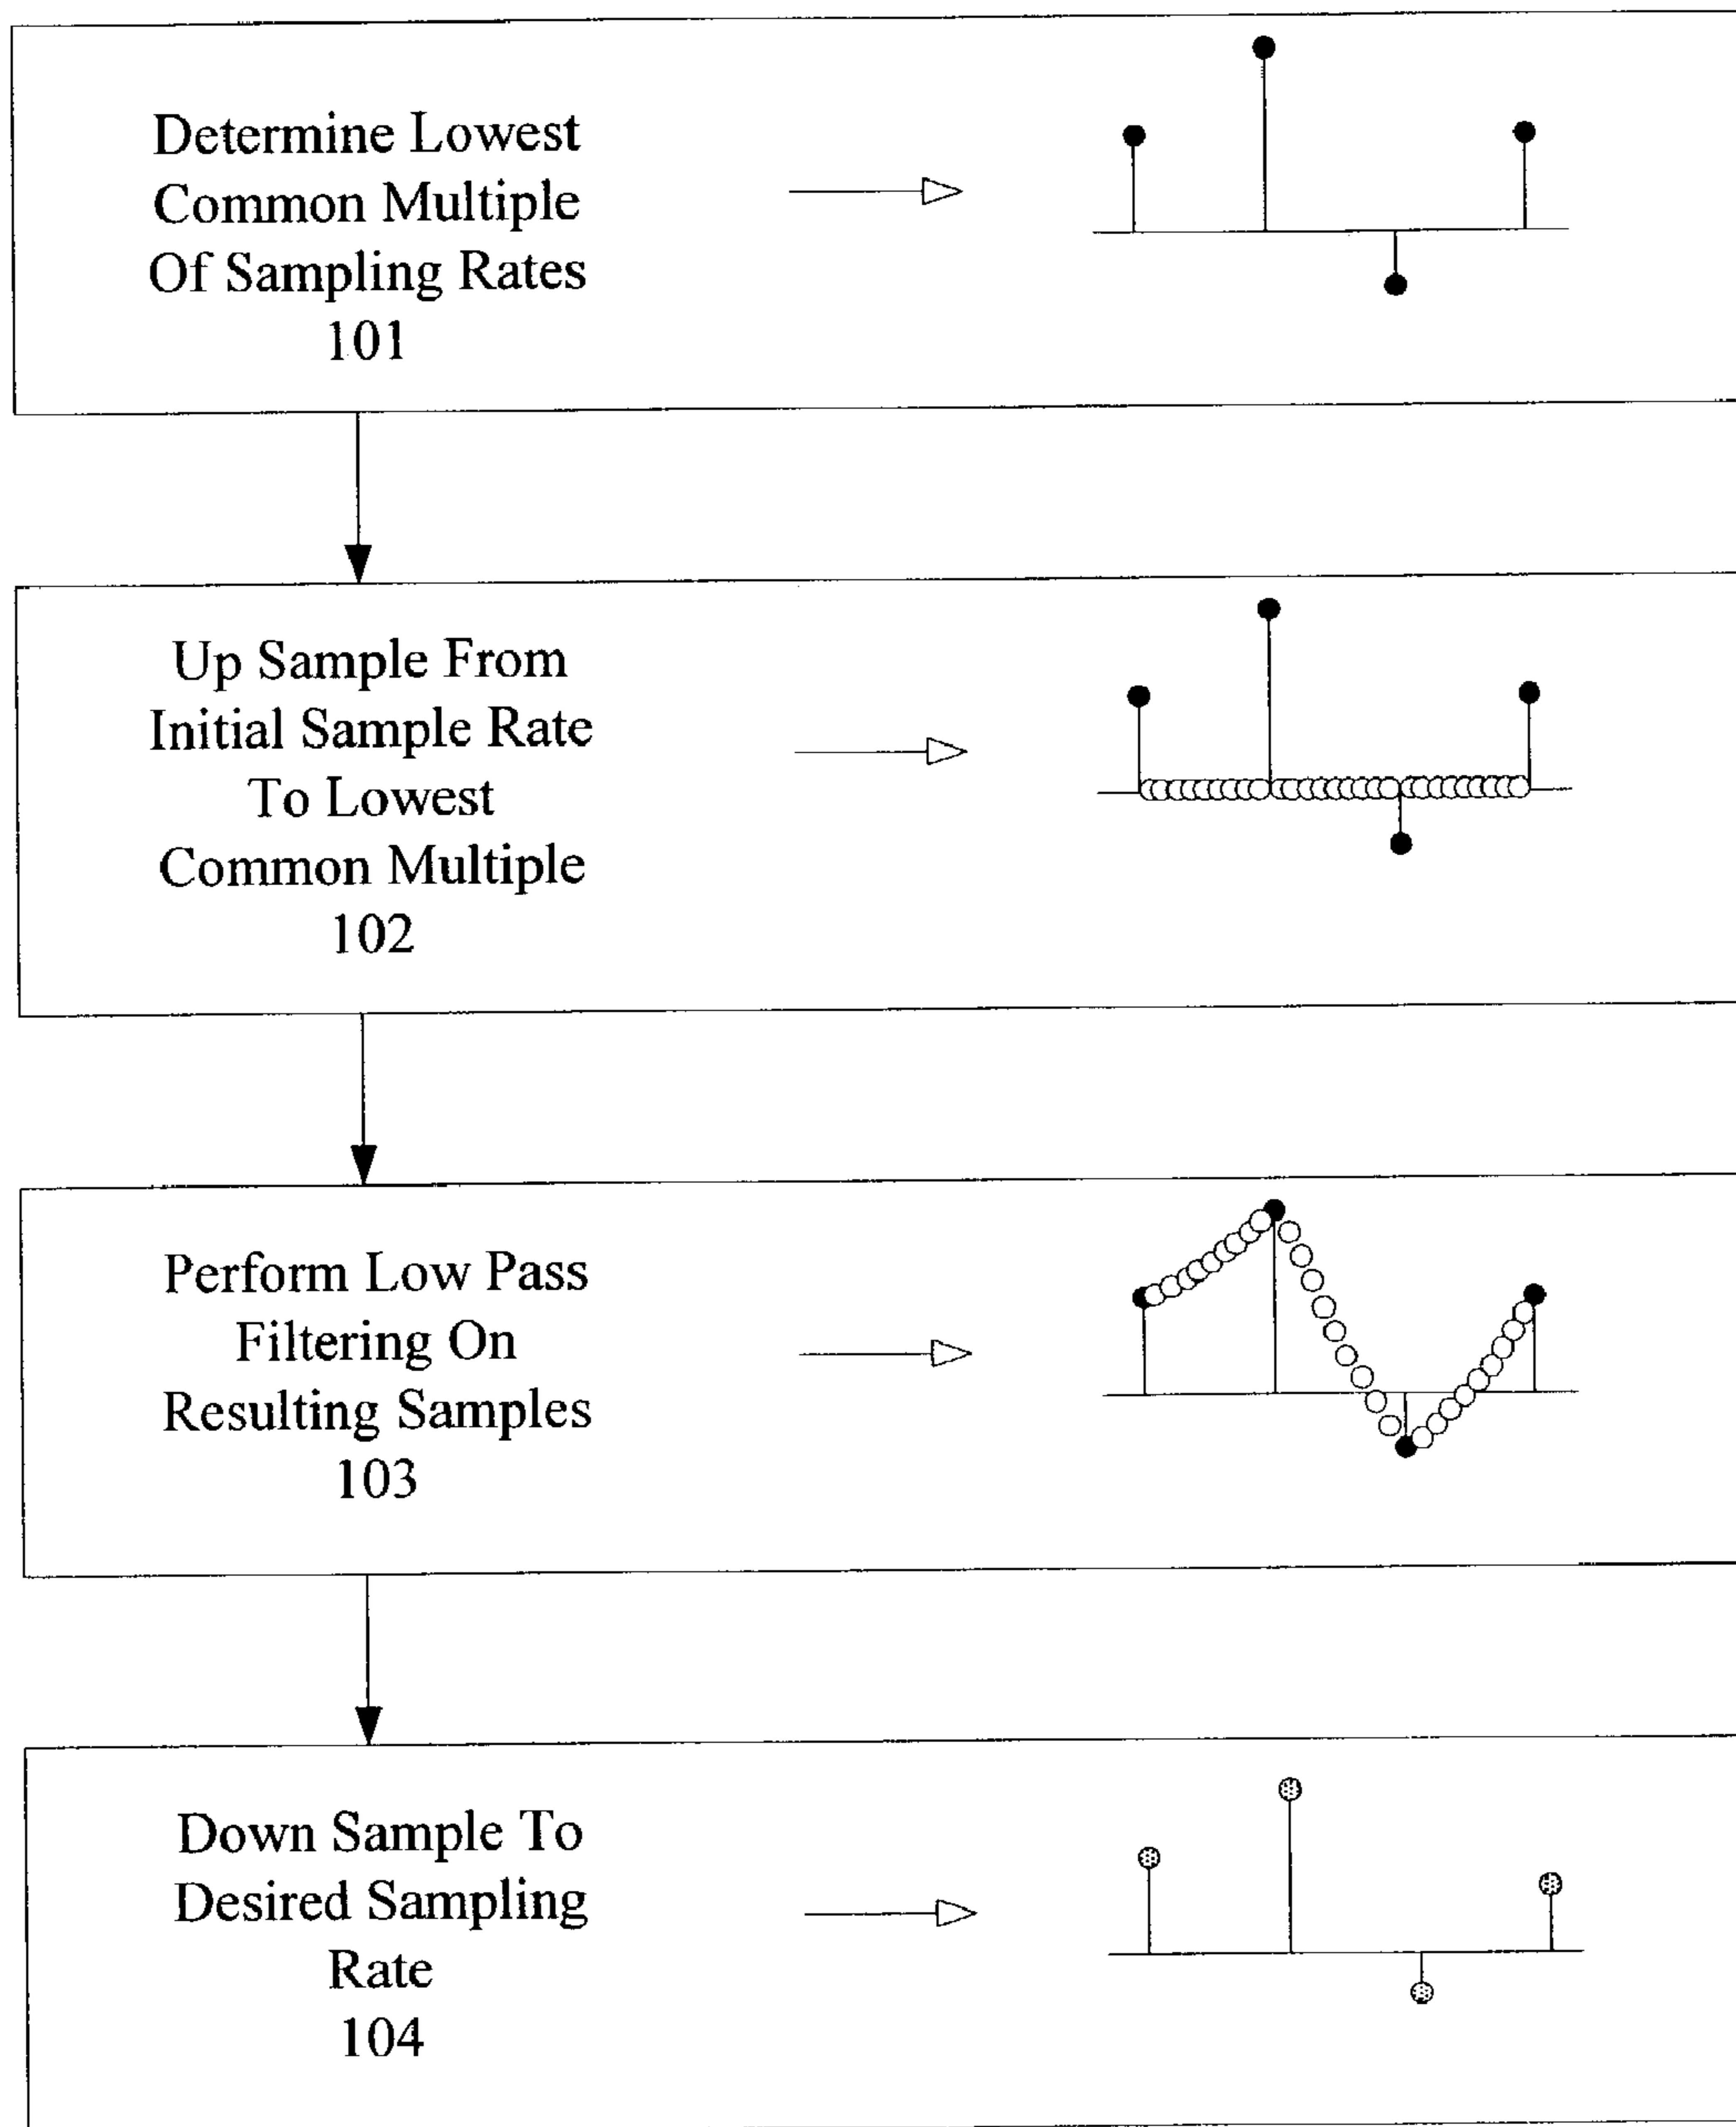 Determine Lowest
Common Multiple
Of Sampling Rates
101
Up Sample From
Initial Sample Rate
To Lowest
Common Multiple
102
Perform Low Pass
Filtering On
Resulting Samples
103
Down Sample To
Desired Sampling
Rate
104